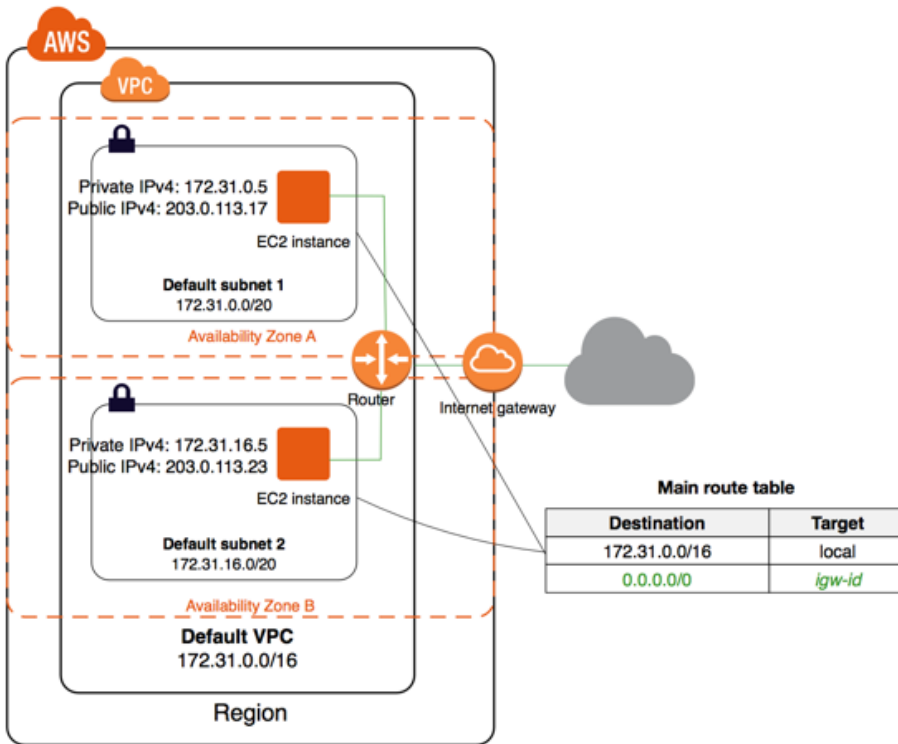 AWS
VPC
Private IPv4: 172.31.0.5
Public IPv4: 203.0.113.17
EC2 instance
Default subnet 1
172.31.0.0/20
Availability Zone A
Router
Internet gateway
Private IPv4: 172.31.16.5
Public IPv4: 203.0.113.23
EC2 instance
Default subnet 2
172.31.16.0/20
Availability Zone B
Default VPC
172.31.0.0/16
Region
Main route table
Destination Target
172.31.0.0/16 local
0.0.0.0/0 igw-id